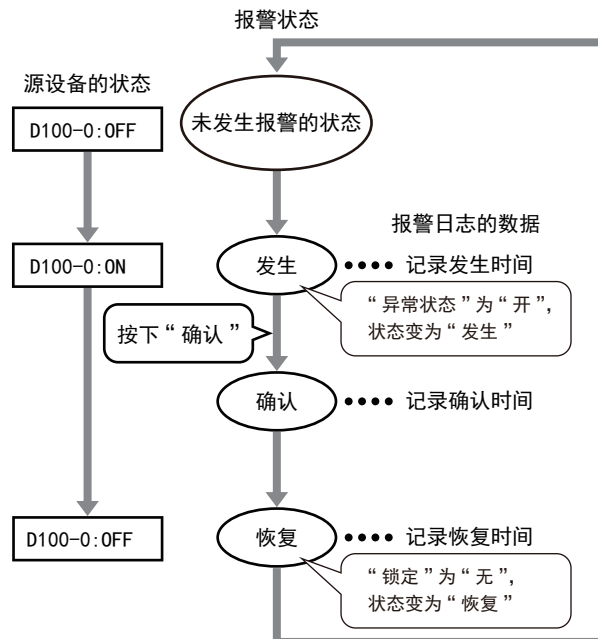 报警状态
源设备的状态
D100-0:OFF
未发生报警的状态
报警日志的数据
D100-0:ON
发生
●●●● 记录发生时间
“异常状态”为“开”，
状态变为“发生”
按下“确认”
确认
●●●● 记录确认时间
D100-0:OFF
恢复
●●●● 记录恢复时间
“锁定”为“无”，
状态变为“恢复”